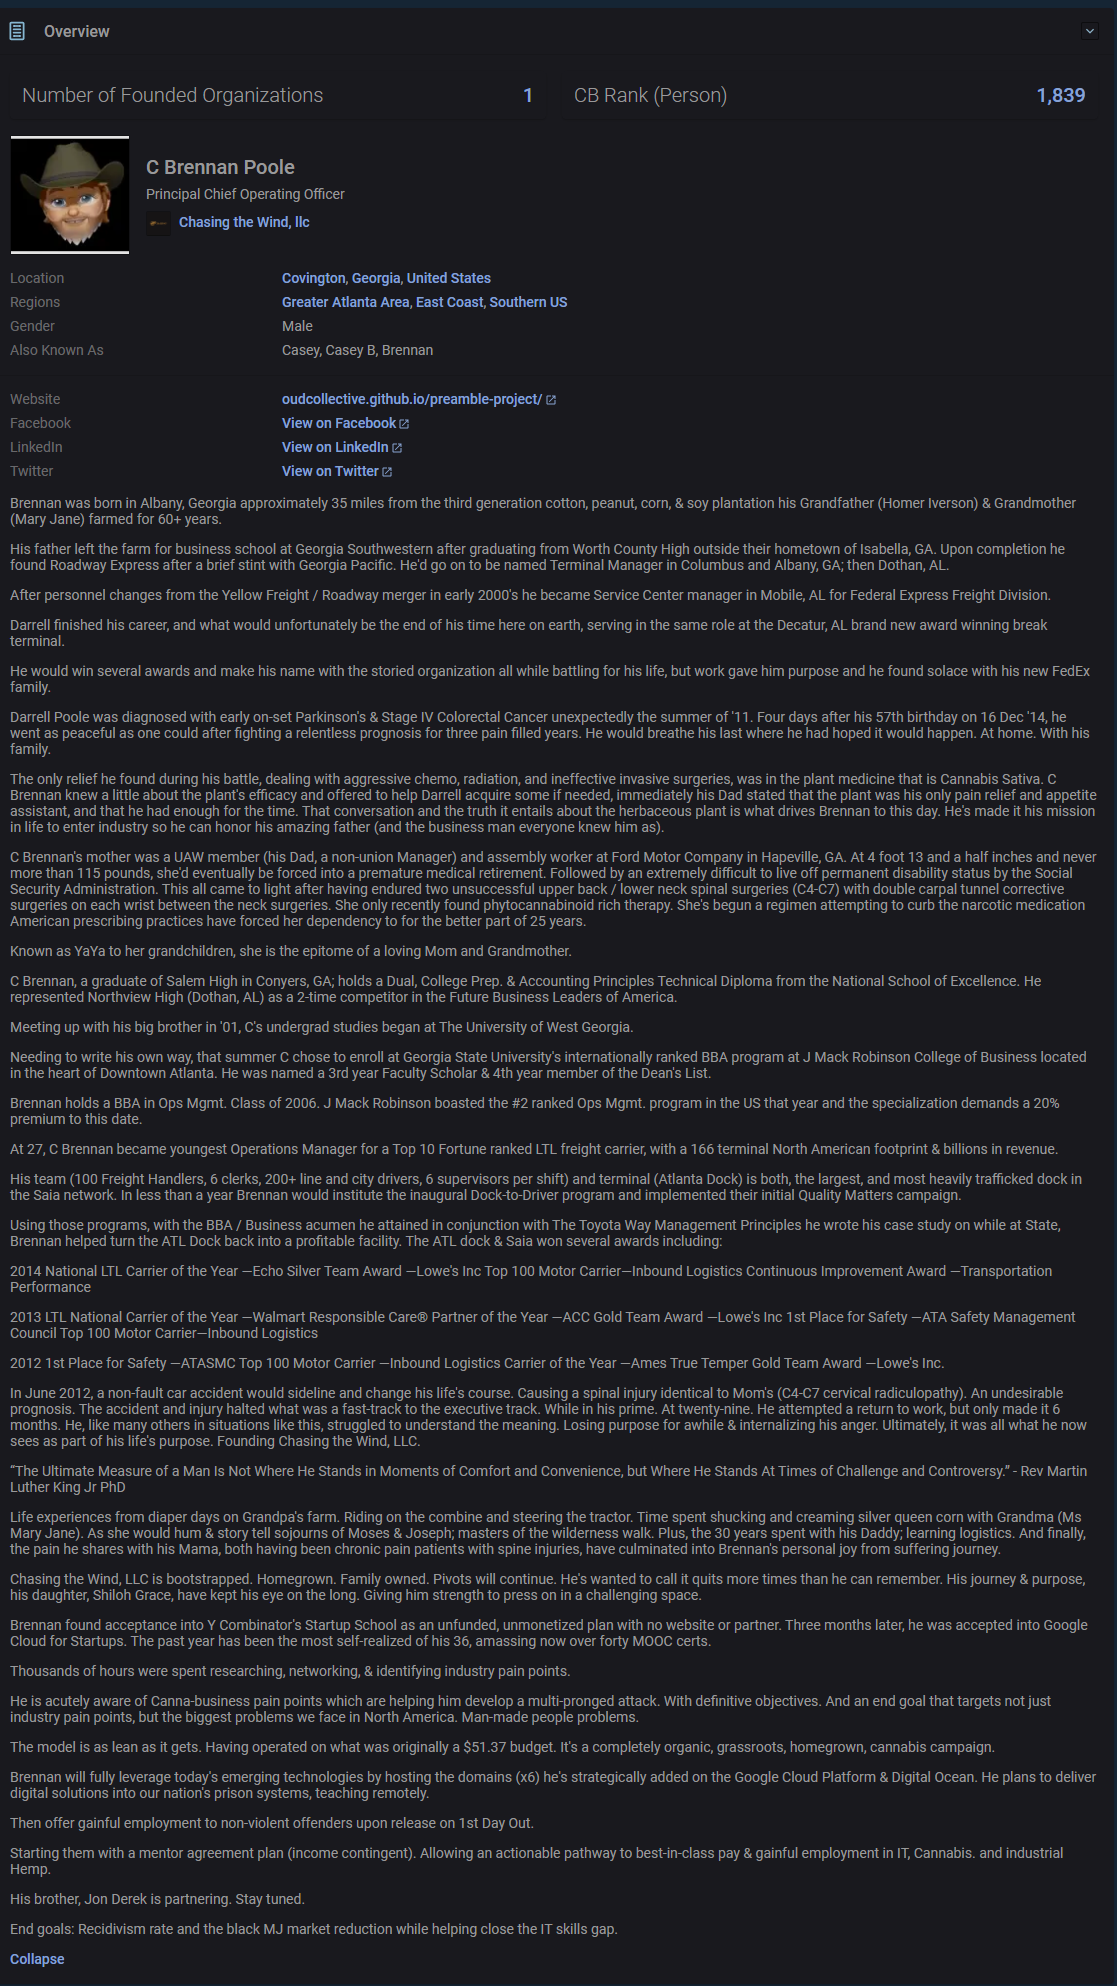 Overview
Number of Founded Organizations 1
CB Rank (Person) 1,839
C Brennan Poole
Principal Chief Operating Officer
Chasing the Wind, llc
Location Covington, Georgia, United States
Regions Greater Atlanta Area, East Coast, Southern US
Gender Male
Also Known As Casey, Casey B, Brennan
Website oudcollective.github.io/preamble-project/
Facebook View on Facebook
LinkedIn View on LinkedIn
Twitter View on Twitter
Brennan was born in Albany, Georgia approximately 35 miles from the third generation cotton, peanut, corn, & soy plantation his Grandfather (Homer Iverson) & Grandmother
(Mary Jane) farmed for 60+ years.
His father left the farm for business school at Georgia Southwestern after graduating from Worth County High outside their hometown of Isabella, GA. Upon completion he
found Roadway Express after a brief stint with Georgia Pacific. He'd go on to be named Terminal Manager in Columbus and Albany, GA; then Dothan, AL.
After personnel changes from the Yellow Freight / Roadway merger in early 2000's he became Service Center manager in Mobile, AL for Federal Express Freight Division.
Darrell finished his career, and what would unfortunately be the end of his time here on earth, serving in the same role at the Decatur, AL brand new award winning break
terminal.
He would win several awards and make his name with the storied organization all while battling for his life, but work gave him purpose and he found solace with his new FedEx
family.
Darrell Poole was diagnosed with early on-set Parkinson's & Stage IV Colorectal Cancer unexpectedly the summer of '11. Four days after his 57th birthday on 16 Dec '14, he
went as peaceful as one could after fighting a relentless prognosis for three pain filled years. He would breathe his last where he had hoped it would happen. At home. With his
family.
The only relief he found during his battle, dealing with aggressive chemo, radiation, and ineffective invasive surgeries, was in the plant medicine that is Cannabis Sativa. C
Brennan knew a little about the plant's efficacy and offered to help Darrell acquire some if needed, immediately his Dad stated that the plant was his only pain relief and appetite
assistant, and that he had enough for the time. That conversation and the truth it entails about the herbaceous plant is what drives Brennan to this day. He's made it his mission
in life to enter industry so he can honor his amazing father (and the business man everyone knew him as).
C Brennan's mother was a UAW member (his Dad, a non-union Manager) and assembly worker at Ford Motor Company in Hapeville, GA. At 4 foot 13 and a half inches and never
more than 115 pounds, she'd eventually be forced into a premature medical retirement. Followed by an extremely difficult to live off permanent disability status by the Social
Security Administration. This all came to light after having endured two unsuccessful upper back / lower neck spinal surgeries (C4-C7) with double carpal tunnel corrective
surgeries on each wrist between the neck surgeries. She only recently found phytocannabinoid rich therapy. She's begun a regimen attempting to curb the narcotic medication
American prescribing practices have forced her dependency to for the better part of 25 years.
Known as YaYa to her grandchildren, she is the epitome of a loving Mom and Grandmother.
C Brennan, a graduate of Salem High in Conyers, GA; holds a Dual, College Prep. & Accounting Principles Technical Diploma from the National School of Excellence. He
represented Northview High (Dothan, AL) as a 2-time competitor in the Future Business Leaders of America.
Meeting up with his big brother in '01, C's undergrad studies began at The University of West Georgia.
Needing to write his own way, that summer C chose to enroll at Georgia State University's internationally ranked BBA program at J Mack Robinson College of Business located
in the heart of Downtown Atlanta. He was named a 3rd year Faculty Scholar & 4th year member of the Dean's List.
Brennan holds a BBA in Ops Mgmt. Class of 2006. J Mack Robinson boasted the #2 ranked Ops Mgmt. program in the US that year and the specialization demands a 20%
premium to this date.
At 27, C Brennan became youngest Operations Manager for a Top 10 Fortune ranked LTL freight carrier, with a 166 terminal North American footprint & billions in revenue.
His team (100 Freight Handlers, 6 clerks, 200+ line and city drivers, 6 supervisors per shift) and terminal (Atlanta Dock) is both, the largest, and most heavily trafficked dock in
the Saia network. In less than a year Brennan would institute the inaugural Dock-to-Driver program and implemented their initial Quality Matters campaign.
Using those programs, with the BBA / Business acumen he attained in conjunction with The Toyota Way Management Principles he wrote his case study on while at State,
Brennan helped turn the ATL Dock back into a profitable facility. The ATL dock & Saia won several awards including:
2014 National LTL Carrier of the Year —Echo Silver Team Award —Lowe's Inc Top 100 Motor Carrier—Inbound Logistics Continuous Improvement Award —Transportation
Performance
2013 LTL National Carrier of the Year —Walmart Responsible Care® Partner of the Year —ACC Gold Team Award —Lowe's Inc 1st Place for Safety —ATA Safety Management
Council Top 100 Motor Carrier—Inbound Logistics
2012 1st Place for Safety —ATASMC Top 100 Motor Carrier —Inbound Logistics Carrier of the Year —Ames True Temper Gold Team Award —Lowe's Inc.
In June 2012, a non-fault car accident would sideline and change his life's course. Causing a spinal injury identical to Mom's (C4-C7 cervical radiculopathy). An undesirable
prognosis. The accident and injury halted what was a fast-track to the executive track. While in his prime. At twenty-nine. He attempted a return to work, but only made it 6
months. He, like many others in situations like this, struggled to understand the meaning. Losing purpose for awhile & internalizing his anger. Ultimately, it was all what he now
sees as part of his life's purpose. Founding Chasing the Wind, LLC.
“The Ultimate Measure of a Man Is Not Where He Stands in Moments of Comfort and Convenience, but Where He Stands At Times of Challenge and Controversy.” - Rev Martin
Luther King Jr PhD
Life experiences from diaper days on Grandpa's farm. Riding on the combine and steering the tractor. Time spent shucking and creaming silver queen corn with Grandma (Ms
Mary Jane). As she would hum & story tell sojourns of Moses & Joseph; masters of the wilderness walk. Plus, the 30 years spent with his Daddy; learning logistics. And finally,
the pain he shares with his Mama, both having been chronic pain patients with spine injuries, have culminated into Brennan's personal joy from suffering journey.
Chasing the Wind, LLC is bootstrapped. Homegrown. Family owned. Pivots will continue. He's wanted to call it quits more times than he can remember. His journey & purpose,
his daughter, Shiloh Grace, have kept his eye on the long. Giving him strength to press on in a challenging space.
Brennan found acceptance into Y Combinator's Startup School as an unfunded, unmonetized plan with no website or partner. Three months later, he was accepted into Google
Cloud for Startups. The past year has been the most self-realized of his 36, amassing now over forty MOOC certs.
Thousands of hours were spent researching, networking, & identifying industry pain points.
He is acutely aware of Canna-business pain points which are helping him develop a multi-pronged attack. With definitive objectives. And an end goal that targets not just
industry pain points, but the biggest problems we face in North America. Man-made people problems.
The model is as lean as it gets. Having operated on what was originally a $51.37 budget. It's a completely organic, grassroots, homegrown, cannabis campaign.
Brennan will fully leverage today's emerging technologies by hosting the domains (x6) he's strategically added on the Google Cloud Platform & Digital Ocean. He plans to deliver
digital solutions into our nation's prison systems, teaching remotely.
Then offer gainful employment to non-violent offenders upon release on 1st Day Out.
Starting them with a mentor agreement plan (income contingent). Allowing an actionable pathway to best-in-class pay & gainful employment in IT, Cannabis. and industrial
Hemp.
His brother, Jon Derek is partnering. Stay tuned.
End goals: Recidivism rate and the black MJ market reduction while helping close the IT skills gap.
Collapse